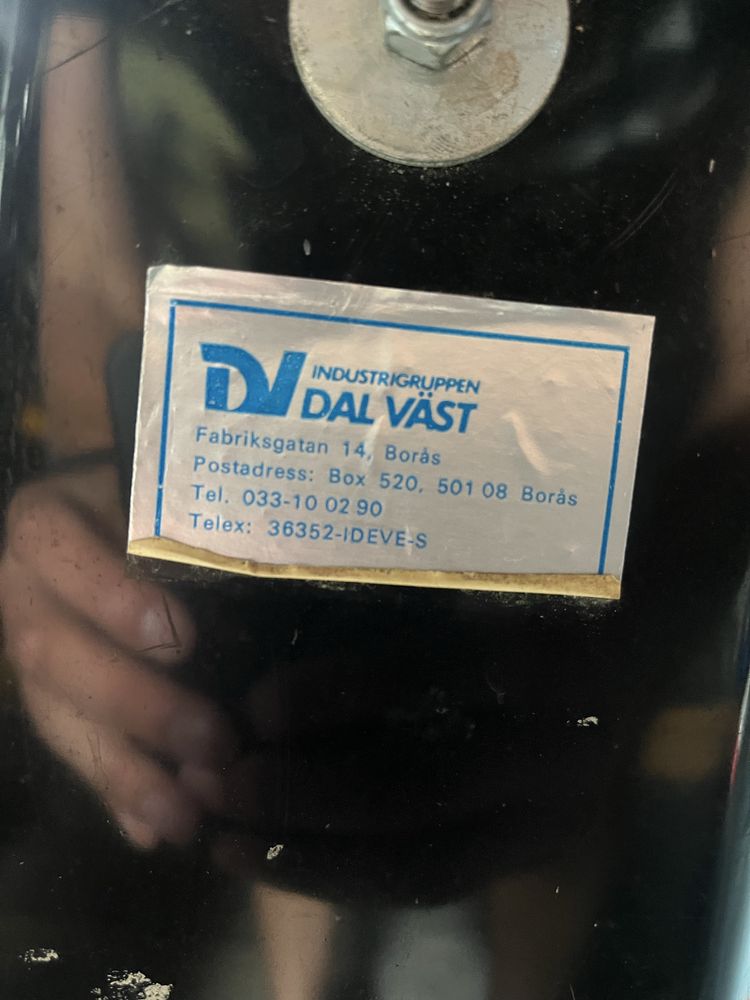 DV
INDUSTRIGRUPPEN
DAL VÄST
Fabriksgatan 14, Borås
Postadress: Box 520, 501 08 Borås
Tel. 033-10 02 90
Telex: 36352-IDEVE-S